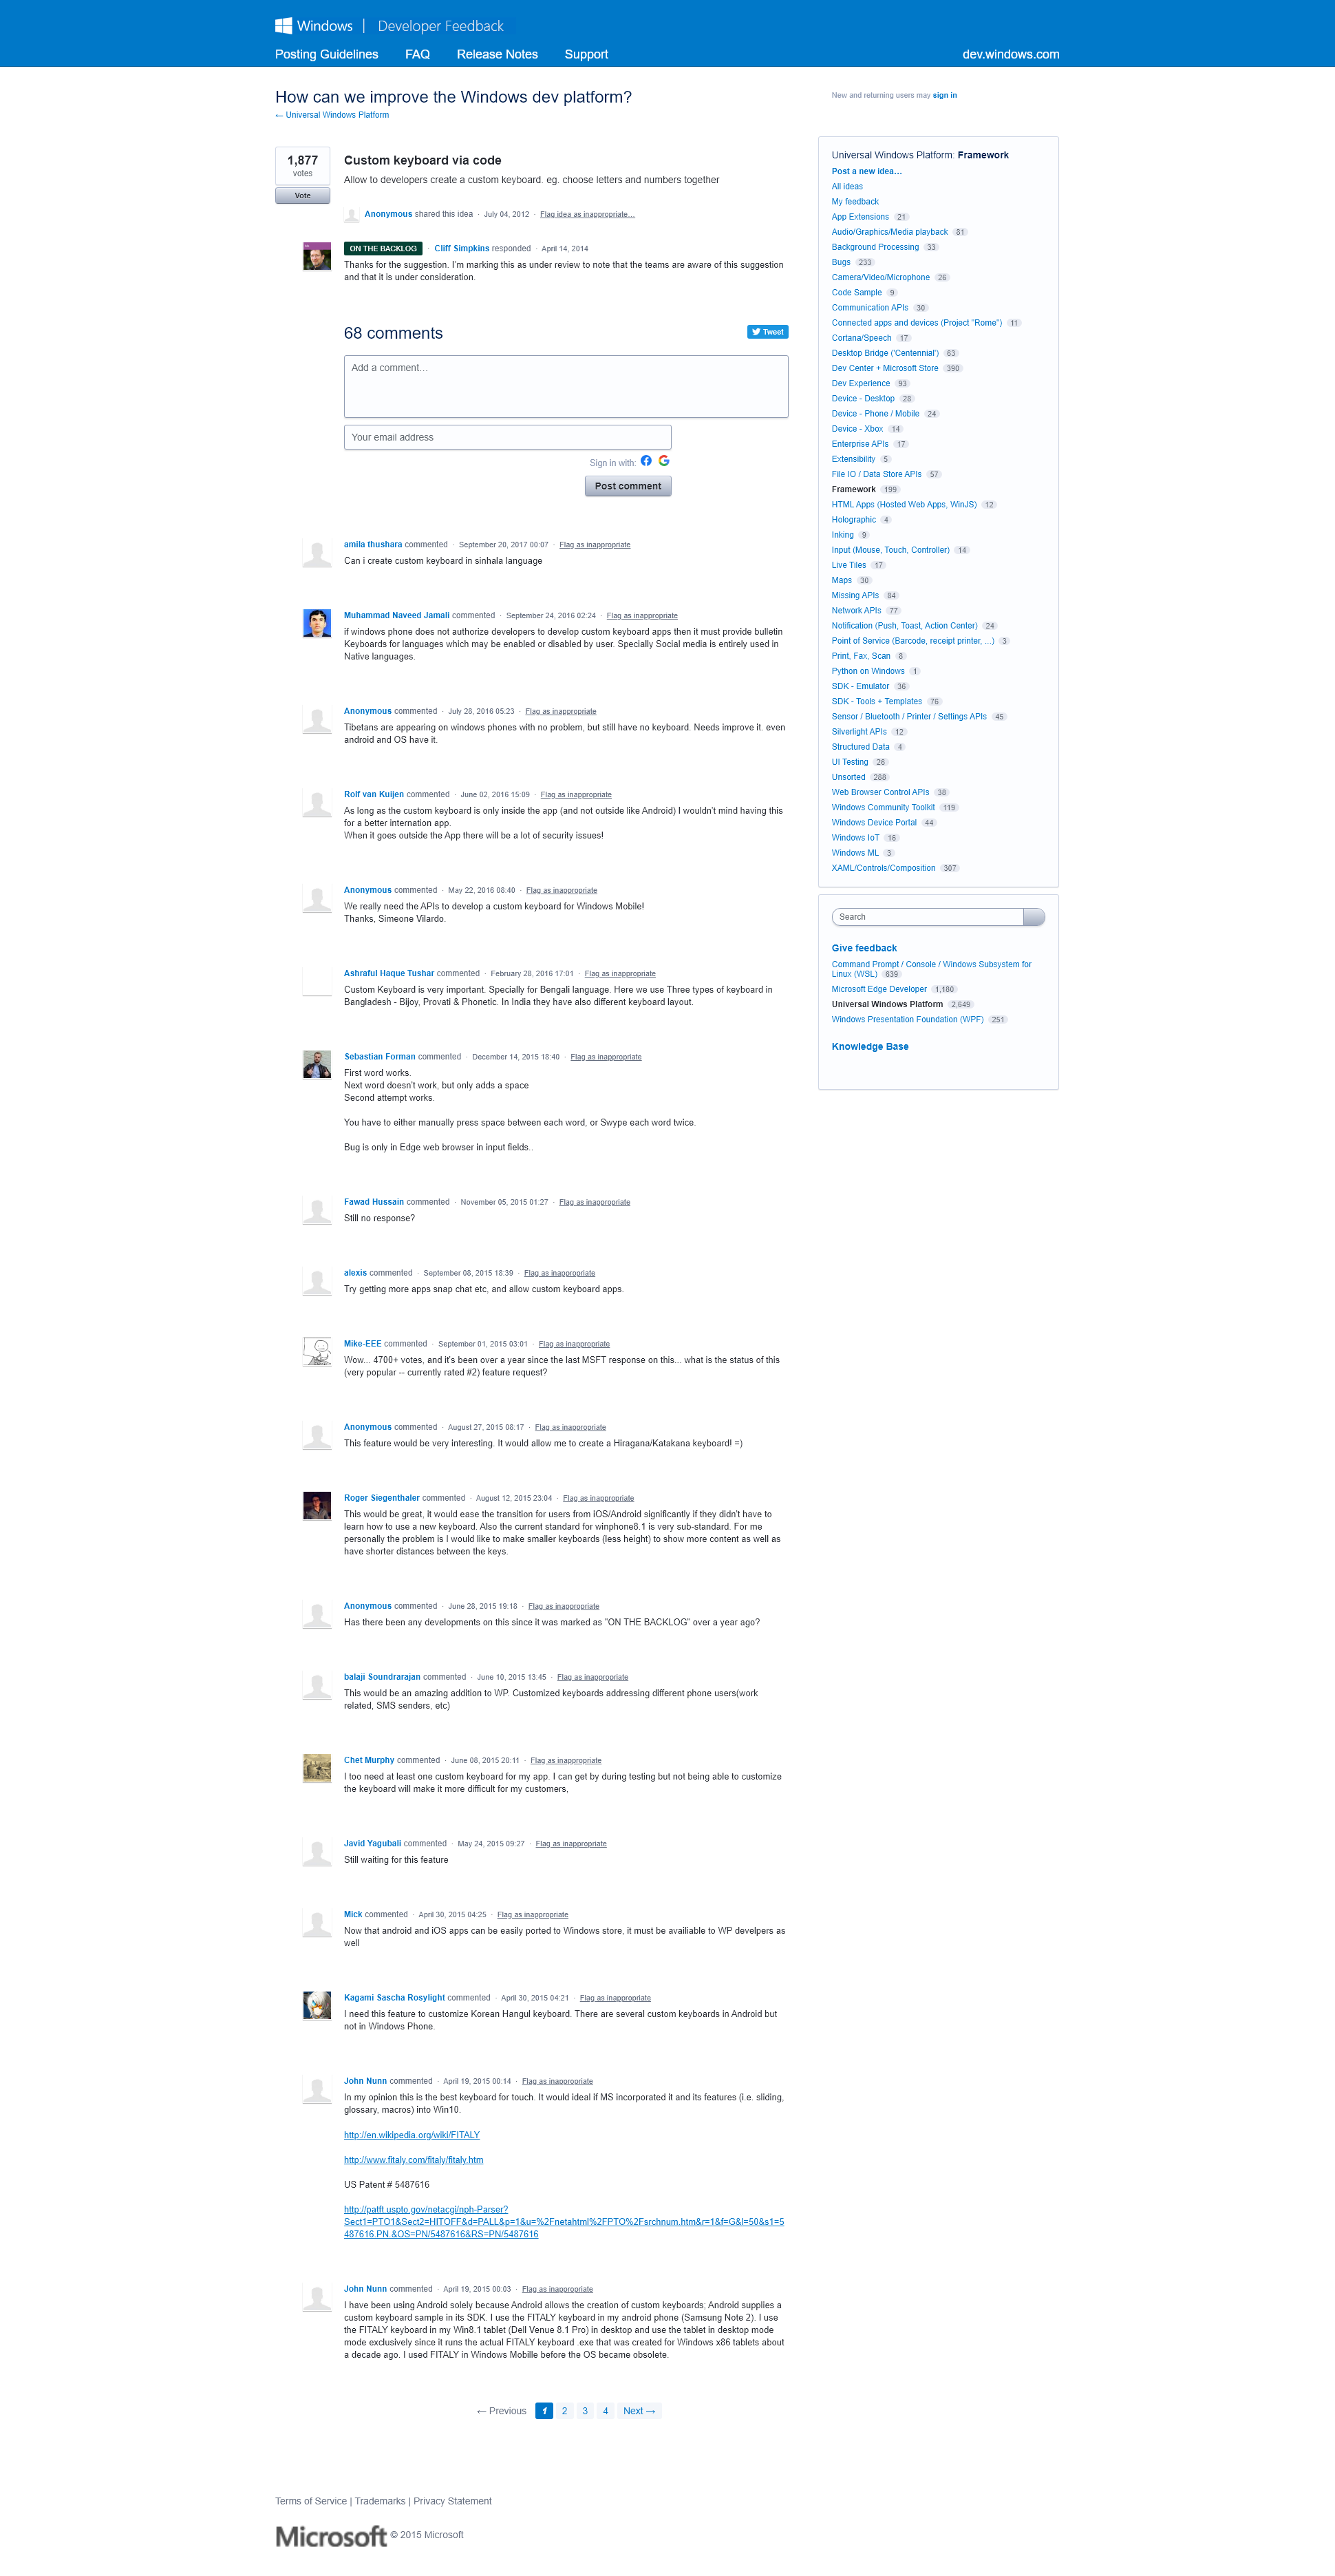 Windows | Developer Feedback
Posting Guidelines FAQ Release Notes Support dev.windows.com
How can we improve the Windows dev platform?
← Universal Windows Platform
New and returning users may sign in
1,877
votes
Vote
Custom keyboard via code
Allow to developers create a custom keyboard. eg. choose letters and numbers together
Anonymous shared this idea · July 04, 2012 · Flag idea as inappropriate…
ON THE BACKLOG · Cliff Simpkins responded · April 14, 2014
Thanks for the suggestion. I'm marking this as under review to note that the teams are aware of this suggestion
and that it is under consideration.
68 comments
Tweet
Add a comment…
Your email address
Sign in with:
Post comment
amila thushara commented · September 20, 2017 00:07 · Flag as inappropriate
Can i create custom keyboard in sinhala language
Muhammad Naveed Jamali commented · September 24, 2016 02:24 · Flag as inappropriate
if windows phone does not authorize developers to develop custom keyboard apps then it must provide bulletin
Keyboards for languages which may be enabled or disabled by user. Specially Social media is entirely used in
Native languages.
Anonymous commented · July 28, 2016 05:23 · Flag as inappropriate
Tibetans are appearing on windows phones with no problem, but still have no keyboard. Needs improve it. even
android and OS have it.
Rolf van Kuijen commented · June 02, 2016 15:09 · Flag as inappropriate
As long as the custom keyboard is only inside the app (and not outside like Android) I wouldn't mind having this
for a better internation app.
When it goes outside the App there will be a lot of security issues!
Anonymous commented · May 22, 2016 08:40 · Flag as inappropriate
We really need the APIs to develop a custom keyboard for Windows Mobile!
Thanks, Simeone Vilardo.
Ashraful Haque Tushar commented · February 28, 2016 17:01 · Flag as inappropriate
Custom Keyboard is very important. Specially for Bengali language. Here we use Three types of keyboard in
Bangladesh - Bijoy, Provati & Phonetic. In India they have also different keyboard layout.
Sebastian Forman commented · December 14, 2015 18:40 · Flag as inappropriate
First word works.
Next word doesn't work, but only adds a space
Second attempt works.
You have to either manually press space between each word, or Swype each word twice.
Bug is only in Edge web browser in input fields..
Fawad Hussain commented · November 05, 2015 01:27 · Flag as inappropriate
Still no response?
alexis commented · September 08, 2015 18:39 · Flag as inappropriate
Try getting more apps snap chat etc, and allow custom keyboard apps.
Mike-EEE commented · September 01, 2015 03:01 · Flag as inappropriate
Wow... 4700+ votes, and it's been over a year since the last MSFT response on this... what is the status of this
(very popular -- currently rated #2) feature request?
Anonymous commented · August 27, 2015 08:17 · Flag as inappropriate
This feature would be very interesting. It would allow me to create a Hiragana/Katakana keyboard! =)
Roger Siegenthaler commented · August 12, 2015 23:04 · Flag as inappropriate
This would be great, it would ease the transition for users from iOS/Android significantly if they didn't have to
learn how to use a new keyboard. Also the current standard for winphone8.1 is very sub-standard. For me
personally the problem is I would like to make smaller keyboards (less height) to show more content as well as
have shorter distances between the keys.
Anonymous commented · June 28, 2015 19:18 · Flag as inappropriate
Has there been any developments on this since it was marked as "ON THE BACKLOG" over a year ago?
balaji Soundrarajan commented · June 10, 2015 13:45 · Flag as inappropriate
This would be an amazing addition to WP. Customized keyboards addressing different phone users(work
related, SMS senders, etc)
Chet Murphy commented · June 08, 2015 20:11 · Flag as inappropriate
I too need at least one custom keyboard for my app. I can get by during testing but not being able to customize
the keyboard will make it more difficult for my customers,
Javid Yagubali commented · May 24, 2015 09:27 · Flag as inappropriate
Still waiting for this feature
Mick commented · April 30, 2015 04:25 · Flag as inappropriate
Now that android and iOS apps can be easily ported to Windows store, it must be availiable to WP develpers as
well
Kagami Sascha Rosylight commented · April 30, 2015 04:21 · Flag as inappropriate
I need this feature to customize Korean Hangul keyboard. There are several custom keyboards in Android but
not in Windows Phone.
John Nunn commented · April 19, 2015 00:14 · Flag as inappropriate
In my opinion this is the best keyboard for touch. It would ideal if MS incorporated it and its features (i.e. sliding,
glossary, macros) into Win10.
http://en.wikipedia.org/wiki/FITALY
http://www.fitaly.com/fitaly/fitaly.htm
US Patent # 5487616
http://patft.uspto.gov/netacgi/nph-Parser?
Sect1=PTO1&Sect2=HITOFF&d=PALL&p=1&u=%2Fnetahtml%2FPTO%2Fsrchnum.htm&r=1&f=G&l=50&s1=5
487616.PN.&OS=PN/5487616&RS=PN/5487616
John Nunn commented · April 19, 2015 00:03 · Flag as inappropriate
I have been using Android solely because Android allows the creation of custom keyboards; Android supplies a
custom keyboard sample in its SDK. I use the FITALY keyboard in my android phone (Samsung Note 2). I use
the FITALY keyboard in my Win8.1 tablet (Dell Venue 8.1 Pro) in desktop and use the tablet in desktop mode
mode exclusively since it runs the actual FITALY keyboard .exe that was created for Windows x86 tablets about
a decade ago. I used FITALY in Windows Mobille before the OS became obsolete.
← Previous 1 2 3 4 Next →
Universal Windows Platform: Framework
Post a new idea…
All ideas
My feedback
App Extensions 21
Audio/Graphics/Media playback 81
Background Processing 33
Bugs 233
Camera/Video/Microphone 26
Code Sample 9
Communication APIs 30
Connected apps and devices (Project "Rome") 11
Cortana/Speech 17
Desktop Bridge ('Centennial') 63
Dev Center + Microsoft Store 390
Dev Experience 93
Device - Desktop 28
Device - Phone / Mobile 24
Device - Xbox 14
Enterprise APIs 17
Extensibility 5
File IO / Data Store APIs 57
Framework 199
HTML Apps (Hosted Web Apps, WinJS) 12
Holographic 4
Inking 9
Input (Mouse, Touch, Controller) 14
Live Tiles 17
Maps 30
Missing APIs 84
Network APIs 77
Notification (Push, Toast, Action Center) 24
Point of Service (Barcode, receipt printer, …) 3
Print, Fax, Scan 8
Python on Windows 1
SDK - Emulator 36
SDK - Tools + Templates 76
Sensor / Bluetooth / Printer / Settings APIs 45
Silverlight APIs 12
Structured Data 4
UI Testing 26
Unsorted 288
Web Browser Control APIs 38
Windows Community Toolkit 119
Windows Device Portal 44
Windows IoT 16
Windows ML 3
XAML/Controls/Composition 307
Search
Give feedback
Command Prompt / Console / Windows Subsystem for
Linux (WSL) 639
Microsoft Edge Developer 1,180
Universal Windows Platform 2,649
Windows Presentation Foundation (WPF) 251
Knowledge Base
Terms of Service | Trademarks | Privacy Statement
Microsoft © 2015 Microsoft